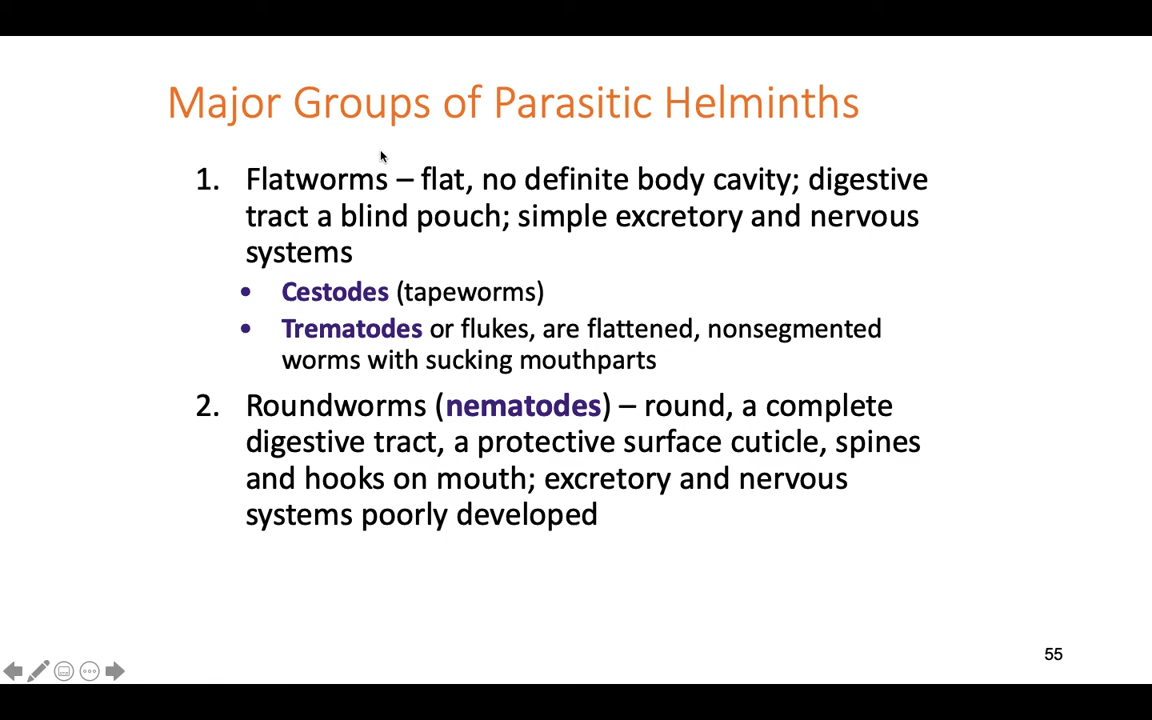 Major Groups of Parasitic Helminths
1. Flatworms – flat, no definite body cavity; digestive
tract a blind pouch; simple excretory and nervous
systems
• Cestodes (tapeworms)
• Trematodes or flukes, are flattened, nonsegmented
worms with sucking mouthparts
2. Roundworms (nematodes) – round, a complete
digestive tract, a protective surface cuticle, spines
and hooks on mouth; excretory and nervous
systems poorly developed
55